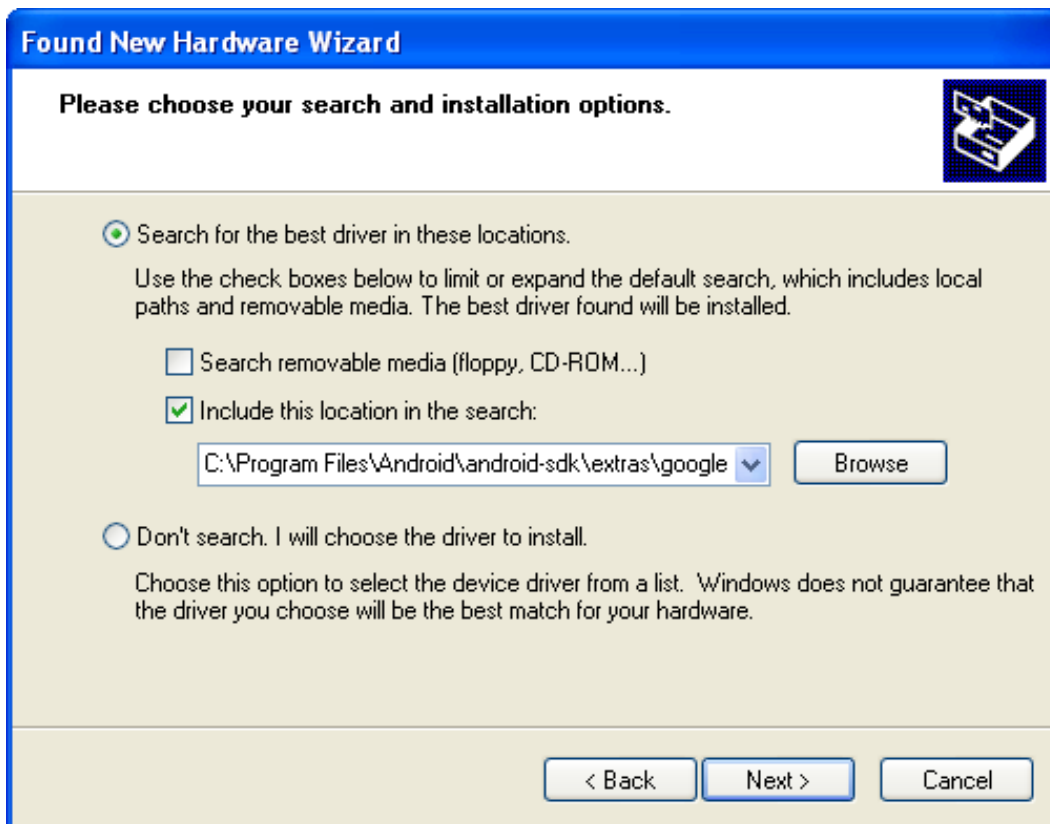 Found New Hardware Wizard
Please choose your search and installation options.
Search for the best driver in these locations.
Use the check boxes below to limit or expand the default search, which includes local
paths and removable media. The best driver found will be installed.
Search removable media (floppy, CD-ROM...)
Include this location in the search:
C:\Program Files\Android\android-sdk\extras\google
Browse
Don't search. I will choose the driver to install.
Choose this option to select the device driver from a list. Windows does not guarantee that
the driver you choose will be the best match for your hardware.
< Back
Next >
Cancel